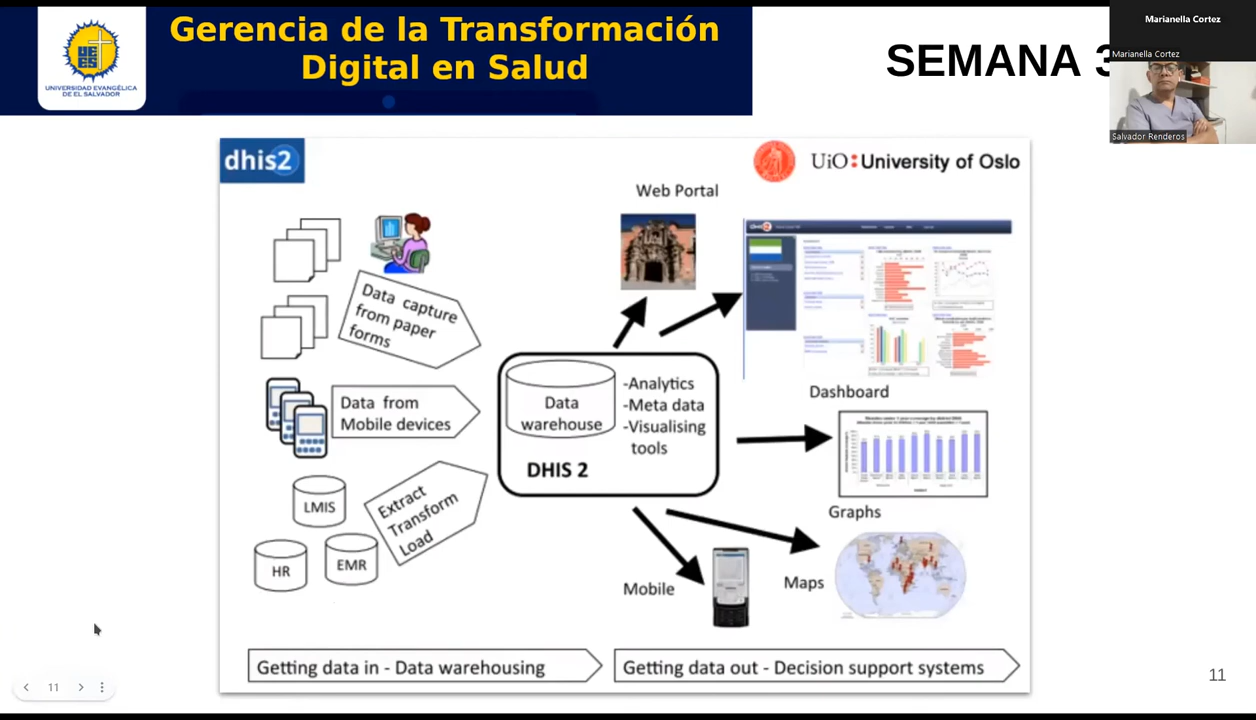 Gerencia de la Transformación
Digital en Salud
UEES
UNIVERSIDAD EVANGÉLICA
DE EL SALVADOR
SEMANA 3
Marianella Cortez
Marianella Cortez
Salvador Renderos
dhis2
UiO:University of Oslo
Web Portal
Data capture
from paper
forms
Data from
Mobile devices
LMIS
HR
EMR
Extract
Transform
Load
Data
warehouse
-Analytics
-Meta data
-Visualising
tools
DHIS 2
dhis2
Dashboard
Graphs
Maps
Mobile
Getting data in - Data warehousing
Getting data out - Decision support systems
11
11